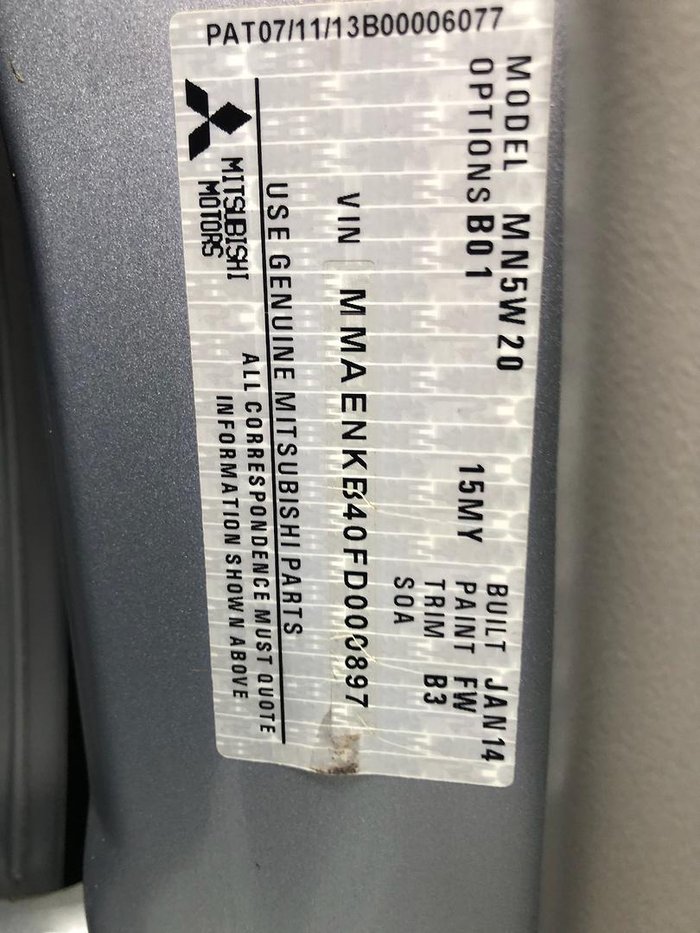 PAT07/11/13B00006077
MODEL MN5W20 BUILT JAN14
OPTIONS B01 15MY PAINT FW
TRIM B3
SOA
VIN MMAENKB40FD000897
USE GENUINE MITSUBISHI PARTS
MITSUBISHI MOTORS
ALL CORRESPONDENCE MUST QUOTE
INFORMATION SHOWN ABOVE